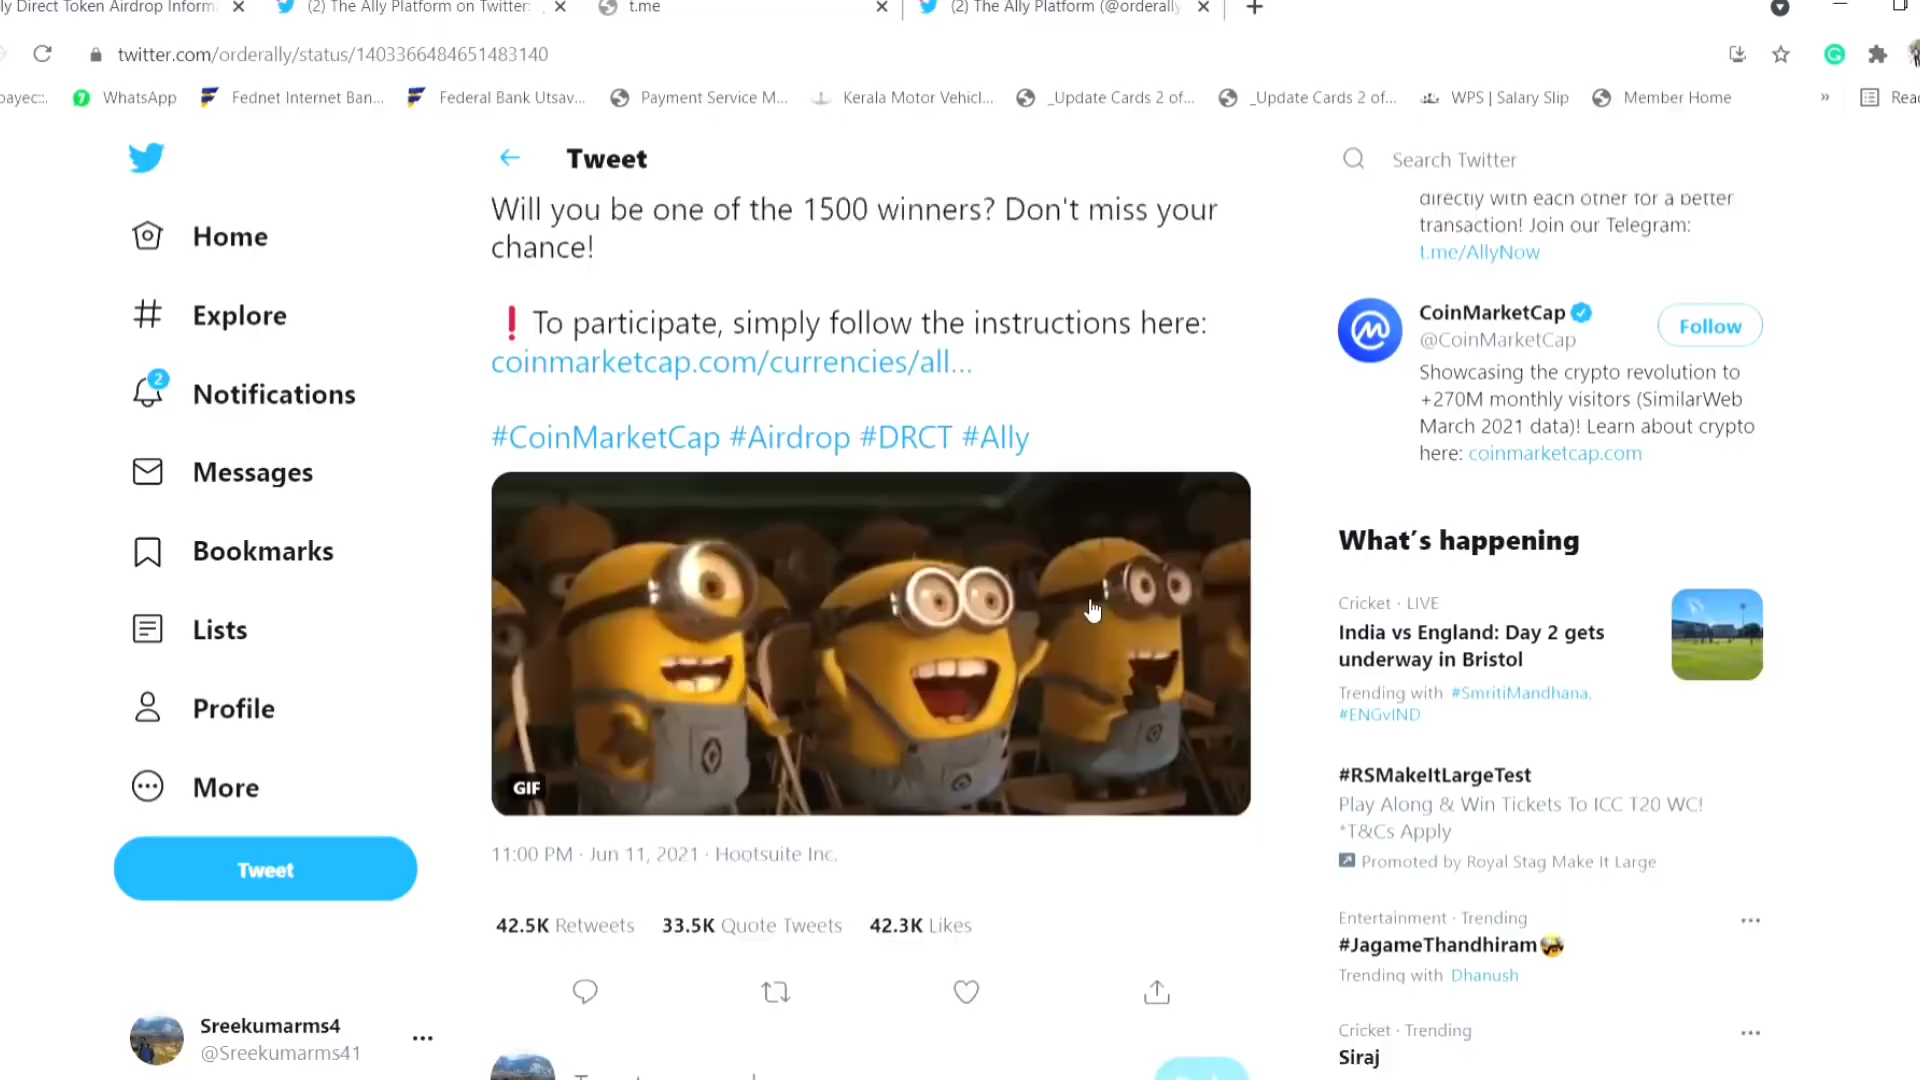 ly Direct Token Airdrop Inform
(2) The Ally Platform on Twitter:
t.me
(2) The Ally Platform (@orderally
twitter.com/orderally/status/1403366484651483140
WhatsApp
Fednet Internet Ban...
Federal Bank Utsav...
Payment Service M...
Kerala Motor Vehicl...
_Update Cards 2 of...
_Update Cards 2 of...
WPS | Salary Slip
Member Home
»
Tweet
Home
Explore
2
Notifications
Messages
Bookmarks
Lists
Profile
More
Tweet
Sreekumarms4
@Sreekumarms41
Will you be one of the 1500 winners? Don't miss your
chance!
❗To participate, simply follow the instructions here:
coinmarketcap.com/currencies/all...
#CoinMarketCap #Airdrop #DRCT #Ally
GIF
11:00 PM · Jun 11, 2021 · Hootsuite Inc.
42.5K Retweets 33.5K Quote Tweets 42.3K Likes
Search Twitter
directly with each other for a better
transaction! Join our Telegram:
t.me/AllyNow
CoinMarketCap
@CoinMarketCap
Follow
Showcasing the crypto revolution to
+270M monthly visitors (SimilarWeb
March 2021 data)! Learn about crypto
here: coinmarketcap.com
What's happening
Cricket · LIVE
India vs England: Day 2 gets
underway in Bristol
Trending with #SmritiMandhana,
#ENGvIND
#RSMakeItLargeTest
Play Along & Win Tickets To ICC T20 WC!
*T&Cs Apply
Promoted by Royal Stag Make It Large
Entertainment · Trending
#JagameThandhiram
Trending with Dhanush
Cricket · Trending
Siraj